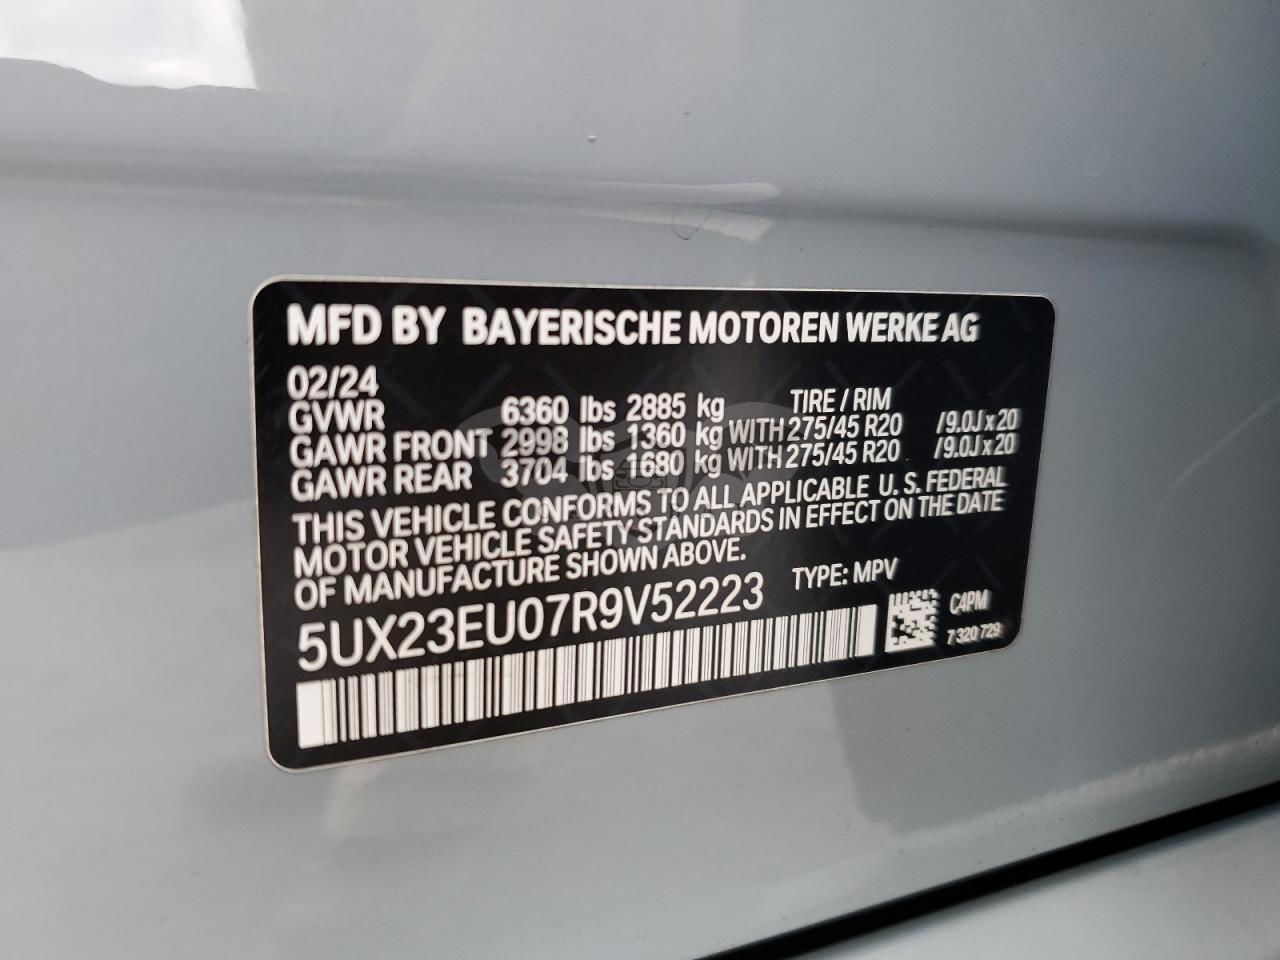 MFD BY BAYERISCHE MOTOREN WERKE AG
02/24
GVWR 6360 lbs 2885 kg TIRE / RIM
GAWR FRONT 2998 lbs 1360 kg WITH 275/45 R20 /9.0J x 20
GAWR REAR 3704 lbs 1680 kg WITH 275/45 R20 /9.0J x 20
THIS VEHICLE CONFORMS TO ALL APPLICABLE U. S. FEDERAL
MOTOR VEHICLE SAFETY STANDARDS IN EFFECT ON THE DATE
OF MANUFACTURE SHOWN ABOVE.
5UX23EU07R9V52223 TYPE: MPV
C4PM
7 320 729